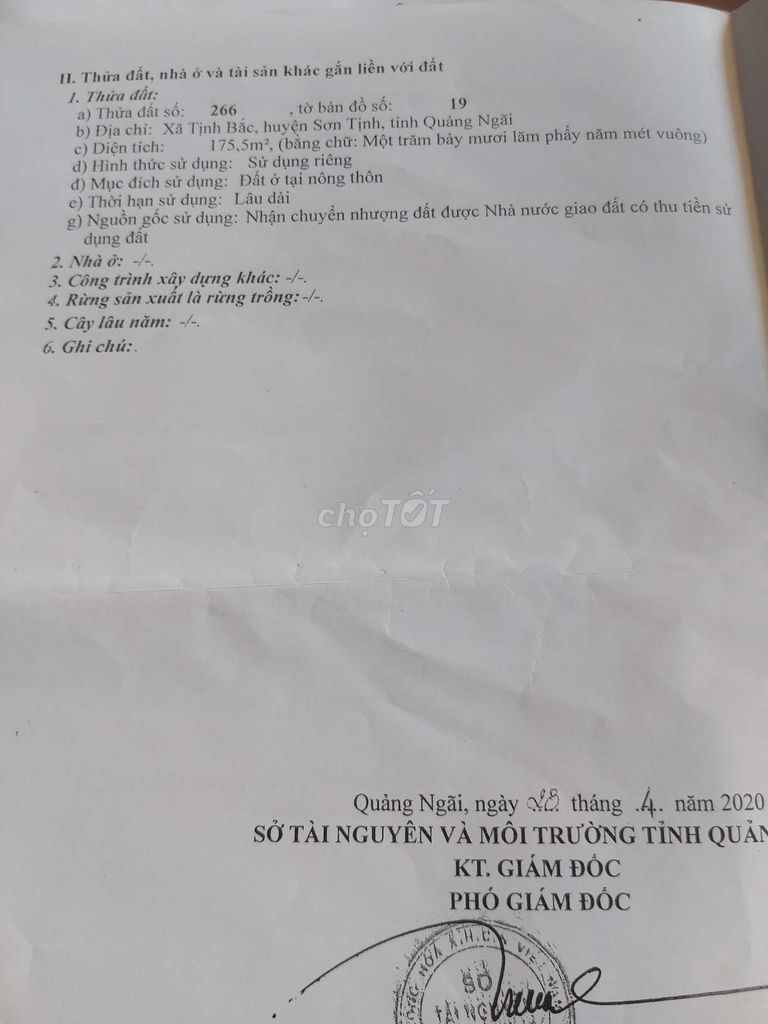 II. Thửa đất, nhà ở và tài sản khác gắn liền với đất
1. Thửa đất:
a) Thửa đất số: 266 , tờ bản đồ số: 19
b) Địa chỉ: Xã Tịnh Bắc, huyện Sơn Tịnh, tỉnh Quảng Ngãi
c) Diện tích: 175,5m², (bằng chữ: Một trăm bảy mươi lăm phẩy năm mét vuông)
d) Hình thức sử dụng: Sử dụng riêng
đ) Mục đích sử dụng: Đất ở tại nông thôn
e) Thời hạn sử dụng: Lâu dài
g) Nguồn gốc sử dụng: Nhận chuyển nhượng đất được Nhà nước giao đất có thu tiền sử
dụng đất
2. Nhà ở: -/-.
3. Công trình xây dựng khác: -/-.
4. Rừng sản xuất là rừng trồng: -/-.
5. Cây lâu năm: -/-.
6. Ghi chú:.
chợTỐT
Quảng Ngãi, ngày 28 tháng .4. năm 2020
SỞ TÀI NGUYÊN VÀ MÔI TRƯỜNG TỈNH QUẢN
KT. GIÁM ĐỐC
PHÓ GIÁM ĐỐC
HÒA X.H.C.N VIỆT NA
SỞ
TÀI NG